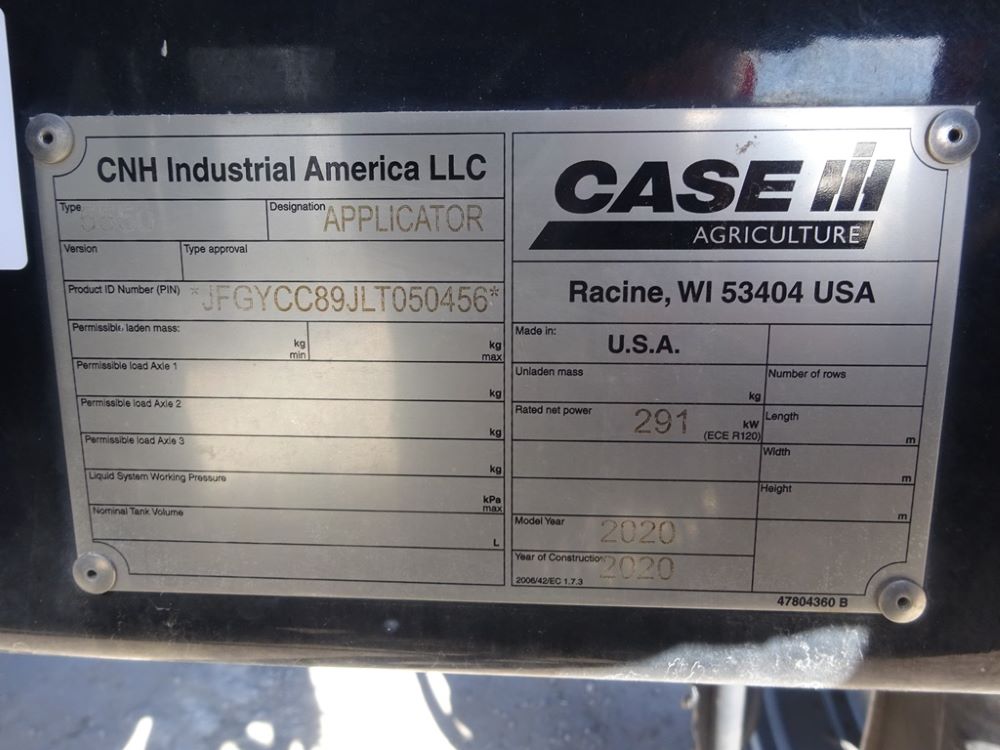 CNH Industrial America LLC
Type
Designation APPLICATOR
Version
Type approval
Product ID Number (PIN) *JFGYCC89JLT050456*
Permissible laden mass:
kg min
kg max
Permissible load Axle 1
kg
Permissible load Axle 2
kg
Permissible load Axle 3
kg
Liquid System Working Pressure
kPa max
Nominal Tank Volume
L
CASE IH
AGRICULTURE
Racine, WI 53404 USA
Made in:
U.S.A.
Unladen mass
kg
Number of rows
Rated net power 291 kW
(ECE R120)
Length
m
Width
m
Height
m
Model Year 2020
Year of Construction 2020
2006/42/EC 1.7.3
47804360 B